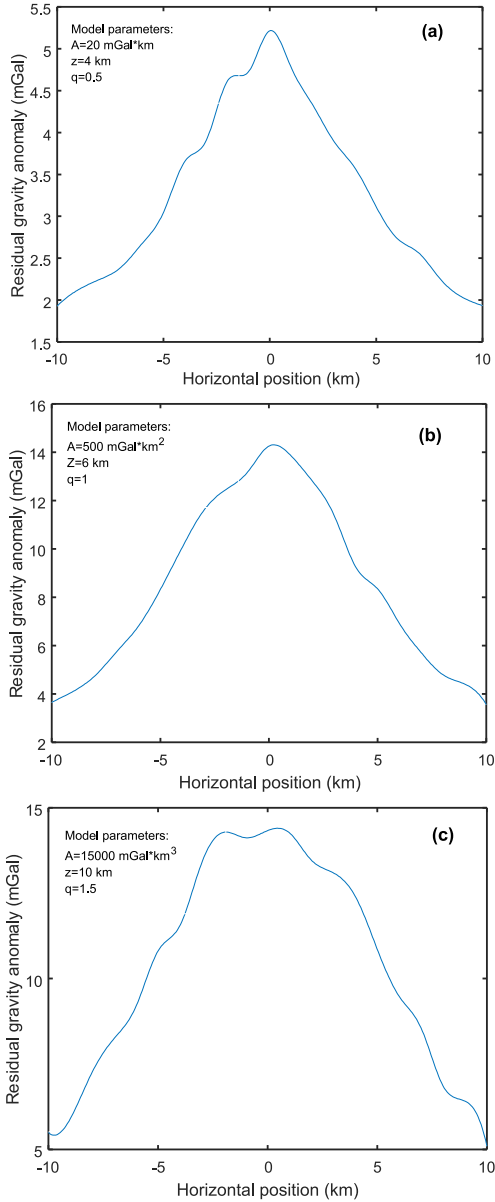 Model parameters:
A=20 mGal*km
z=4 km
q=0.5
(a)
Residual gravity anomaly (mGal)
5.5
5
4.5
4
3.5
3
2.5
2
1.5
-10
-5
0
5
10
Horizontal position (km)
Model parameters:
A=500 mGal*km²
Z=6 km
q=1
(b)
Residual gravity anomaly (mGal)
16
14
12
10
8
6
4
2
-10
-5
0
5
10
Horizontal position (km)
Model parameters:
A=15000 mGal*km³
z=10 km
q=1.5
(c)
Residual gravity anomaly (mGal)
15
10
5
-10
-5
0
5
10
Horizontal position (km)